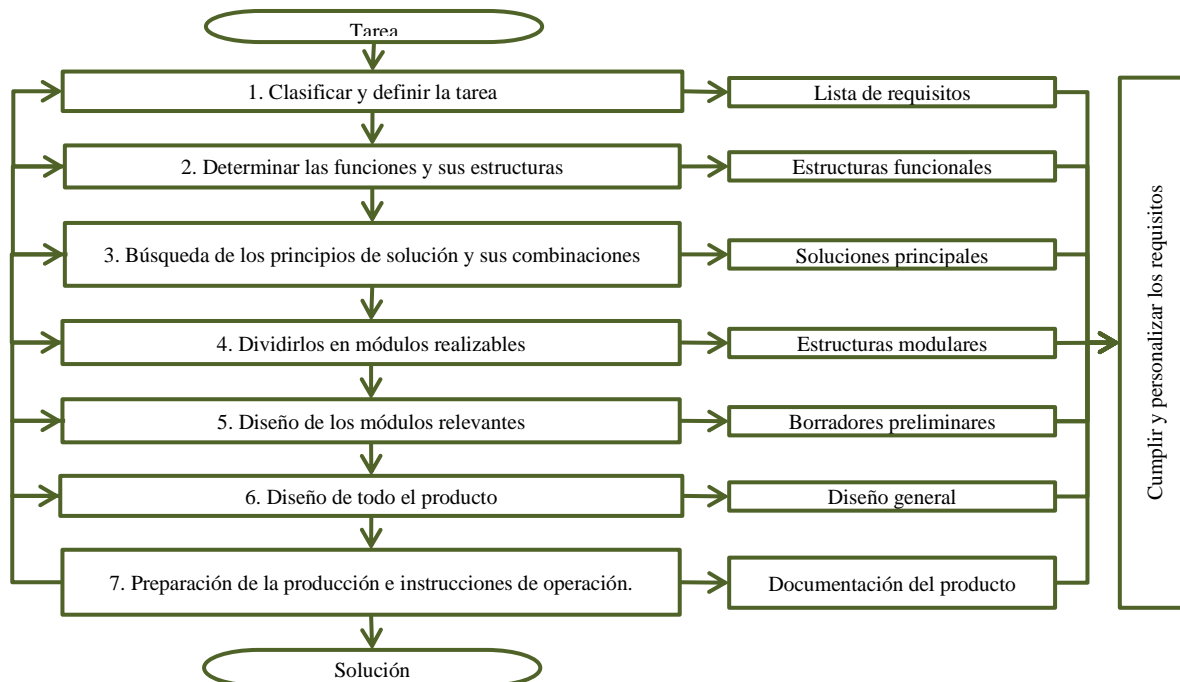 Tarea
1. Clasificar y definir la tarea
Lista de requisitos
2. Determinar las funciones y sus estructuras
Estructuras funcionales
3. Búsqueda de los principios de solución y sus combinaciones
Soluciones principales
4. Dividirlos en módulos realizables
Estructuras modulares
5. Diseño de los módulos relevantes
Borradores preliminares
6. Diseño de todo el producto
Diseño general
7. Preparación de la producción e instrucciones de operación.
Documentación del producto
Solución
Cumplir y personalizar los requisitos